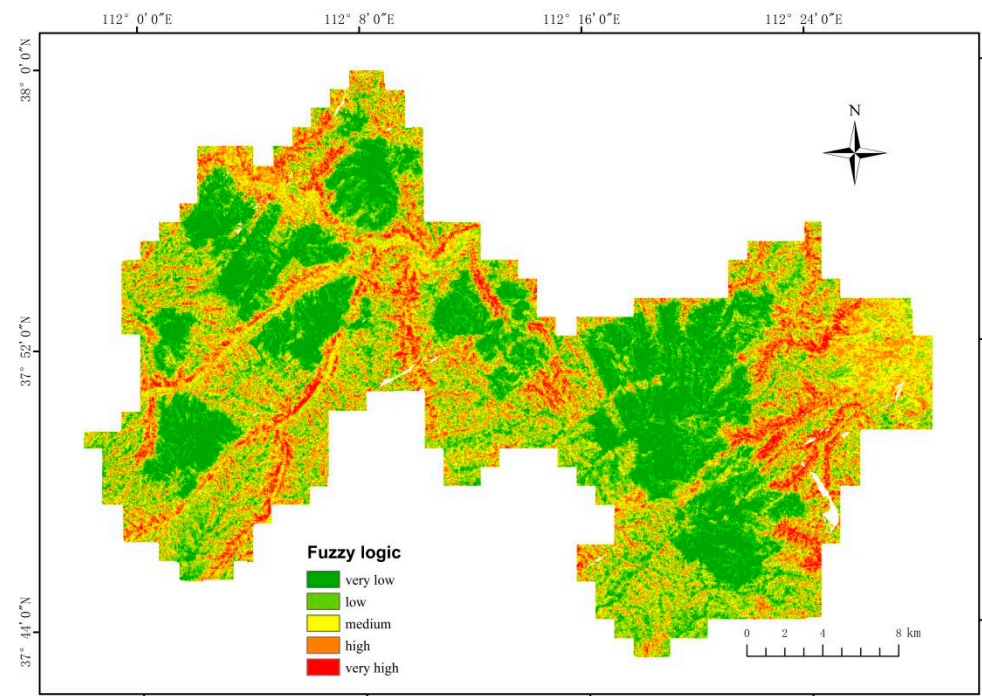 112° 0′0″E
112° 8′0″E
112° 16′0″E
112° 24′0″E
38° 0′0″N
37° 52′0″N
37° 44′0″N
N
Fuzzy logic
very low
low
medium
high
very high
0 2 4 8 km